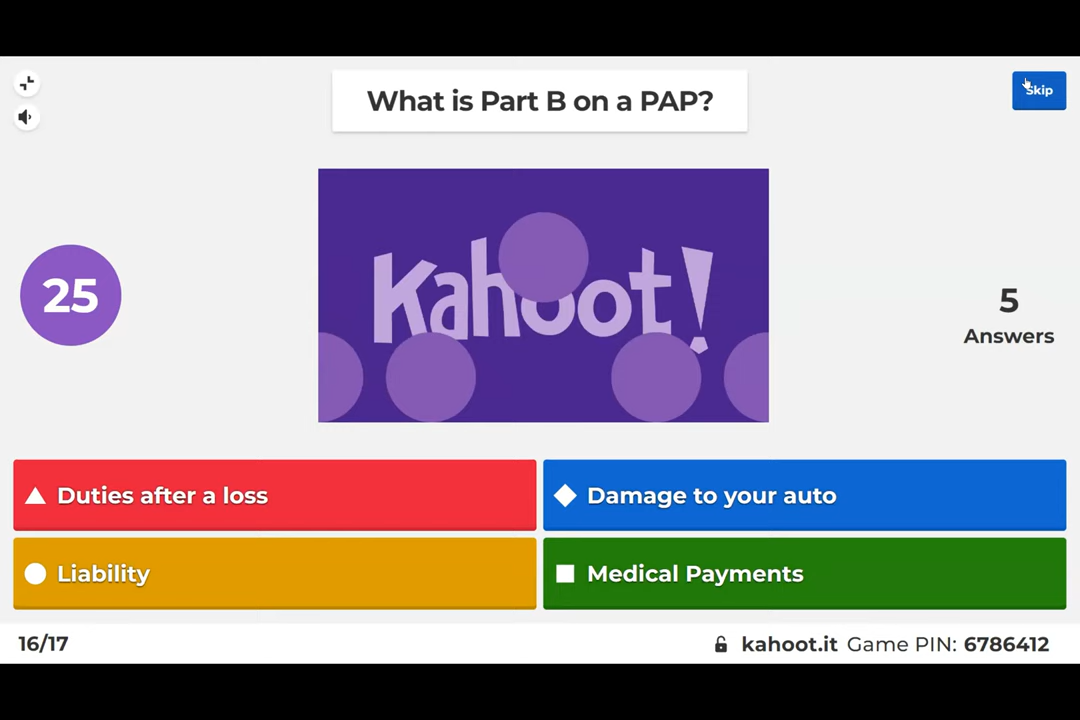 What is Part B on a PAP?
Skip
Kahoot!
25
5
Answers
Duties after a loss
Damage to your auto
Liability
Medical Payments
16/17
kahoot.it Game PIN: 6786412